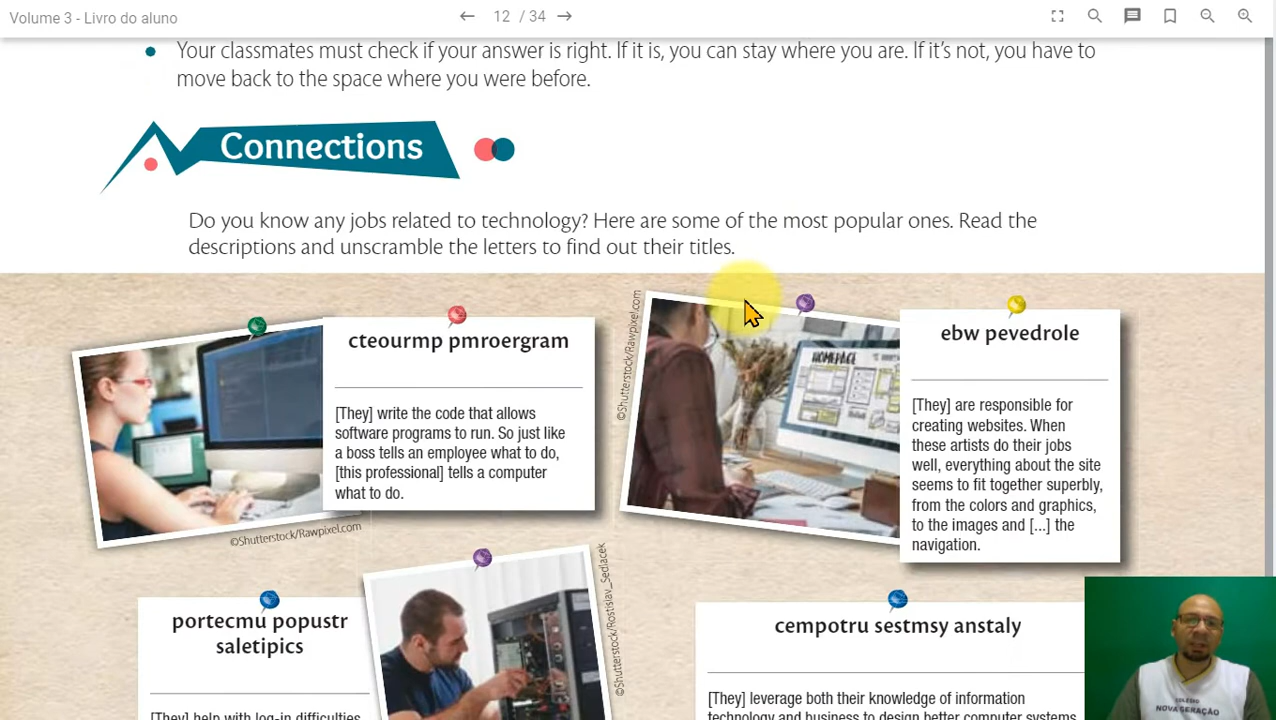 Volume 3 - Livro do aluno
12 / 34
Your classmates must check if your answer is right. If it is, you can stay where you are. If it's not, you have to
move back to the space where you were before.
Connections
Do you know any jobs related to technology? Here are some of the most popular ones. Read the
descriptions and unscramble the letters to find out their titles.
cteourmp pmroergram
[They] write the code that allows
software programs to run. So just like
a boss tells an employee what to do,
[this professional] tells a computer
what to do.
©Shutterstock/Rawpixel.com
©Shutterstock/Rawpixel.com
HOMEPAGE
ebw pevedrole
[They] are responsible for
creating websites. When
these artists do their jobs
well, everything about the site
seems to fit together superbly,
from the colors and graphics,
to the images and [...] the
navigation.
portecmu popustr
saletipics
[They] help with log-in difficulties
©Shutterstock/Rostislav_Sedlacek
cempotru sestmsy anstaly
[They] leverage both their knowledge of information
technology and business to design better computer systems
COLÉGIO
NOVA GERAÇÃO